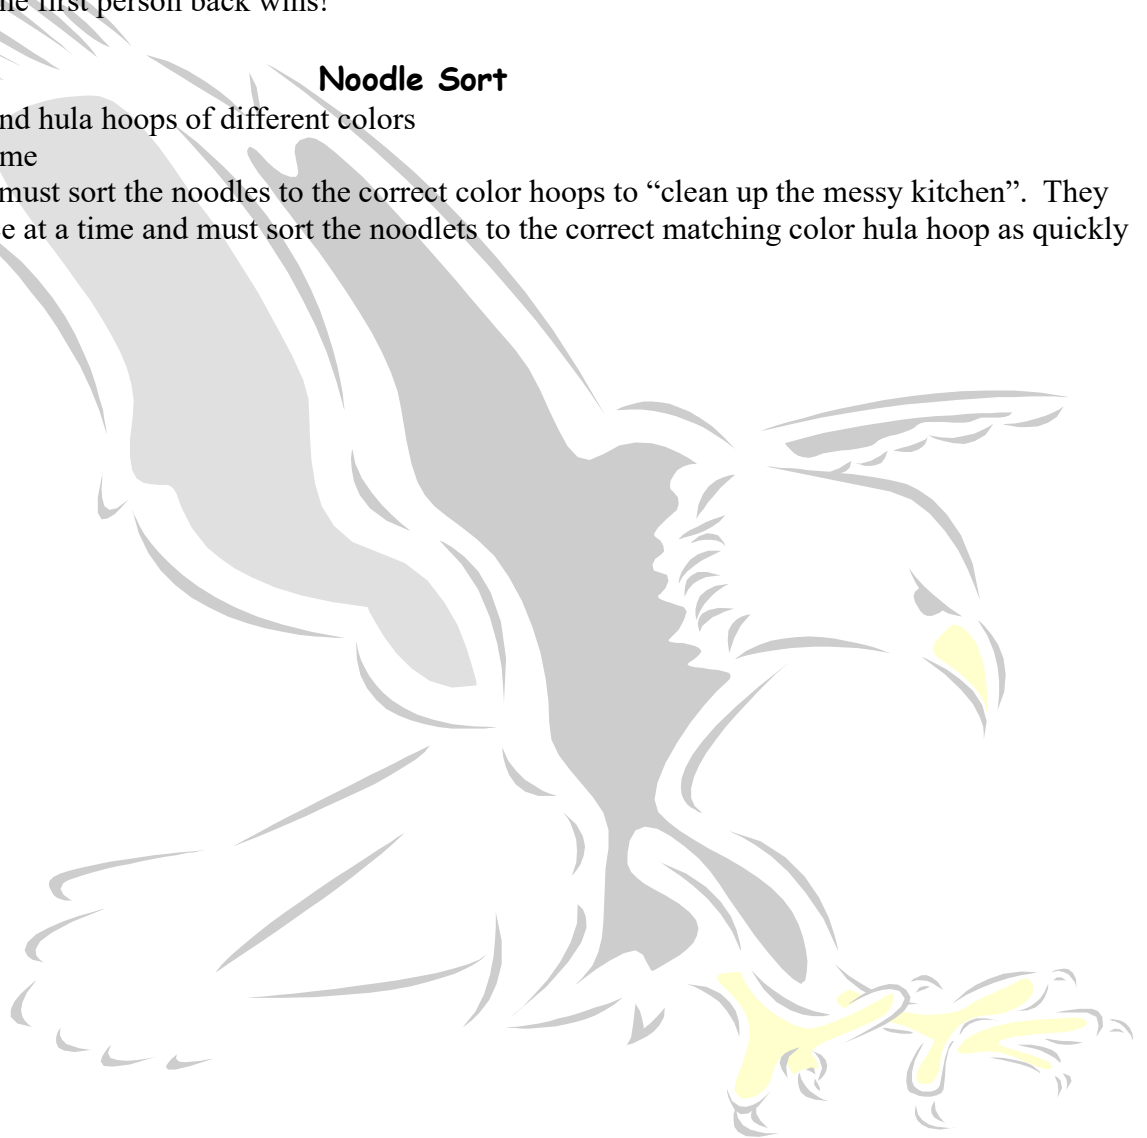 he first person back wins!
Noodle Sort
nd hula hoops of different colors
me
must sort the noodles to the correct color hoops to “clean up the messy kitchen”.  They
e at a time and must sort the noodlets to the correct matching color hula hoop as quickly